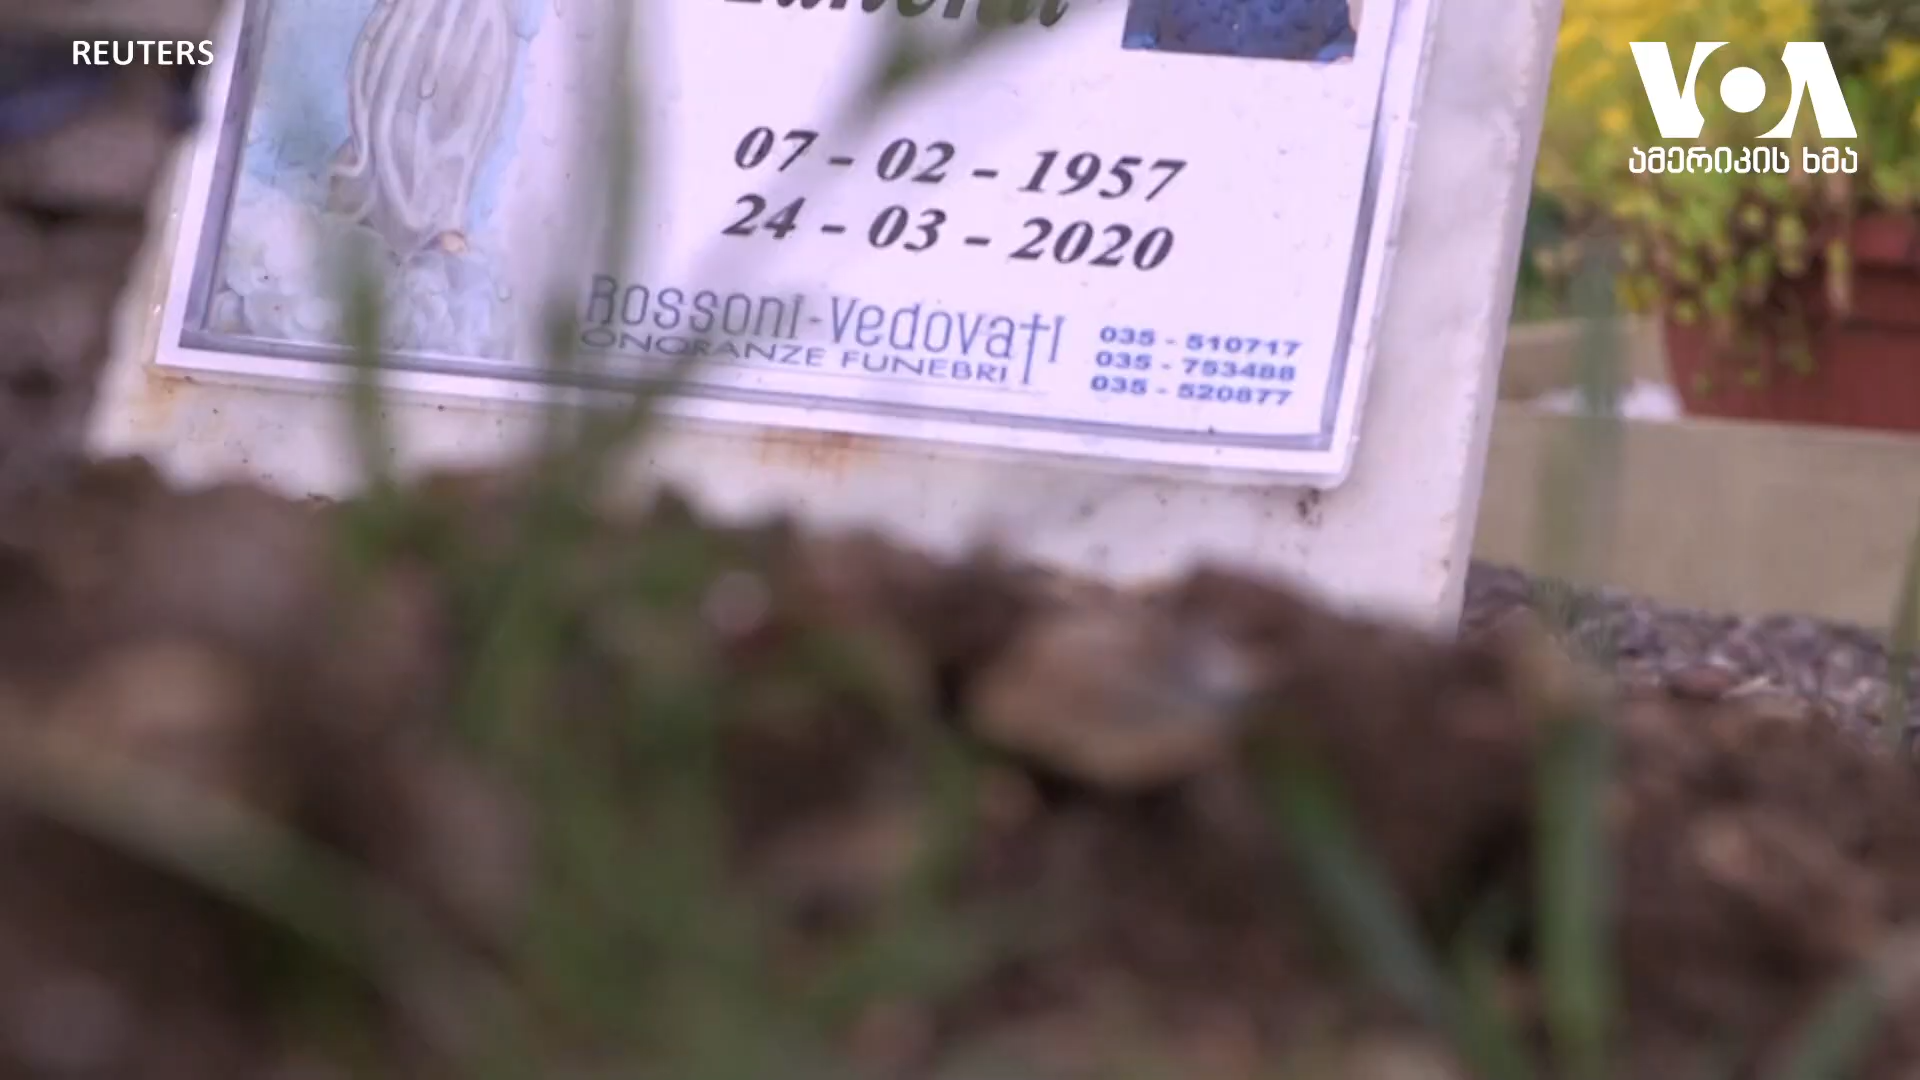 REUTERS
VOA
ამერიკის ხმა
07 - 02 - 1957
24 - 03 - 2020
Rossoni-Vedovati
ONORANZE FUNEBRI
035 - 510717
035 - 753488
035 - 520877